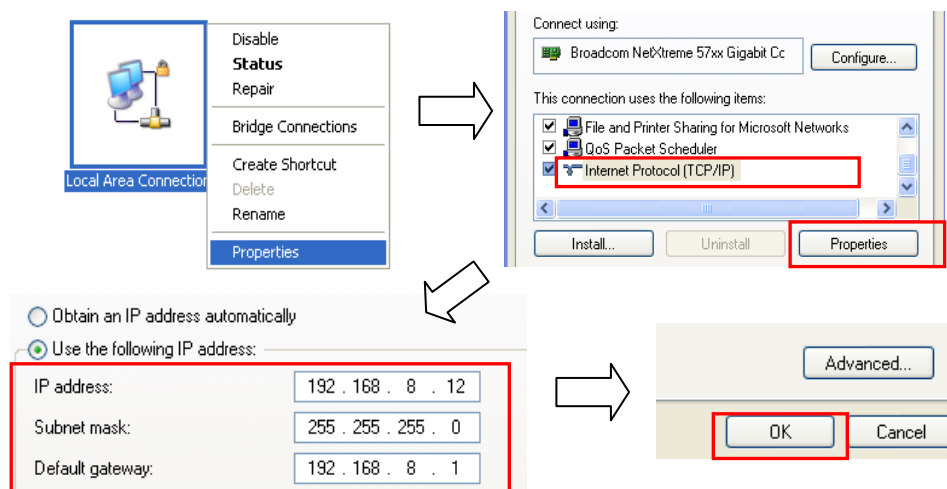 Disable
Status
Repair
Bridge Connections
Create Shortcut
Delete
Rename
Properties
Local Area Connection
Connect using:
Broadcom NetXtreme 57xx Gigabit Cc
Configure...
This connection uses the following items:
File and Printer Sharing for Microsoft Networks
QoS Packet Scheduler
Internet Protocol (TCP/IP)
Install...
Uninstall
Properties
Obtain an IP address automatically
Use the following IP address:
IP address: 192 . 168 . 8 . 12
Subnet mask: 255 . 255 . 255 . 0
Default gateway: 192 . 168 . 8 . 1
Advanced...
OK
Cancel